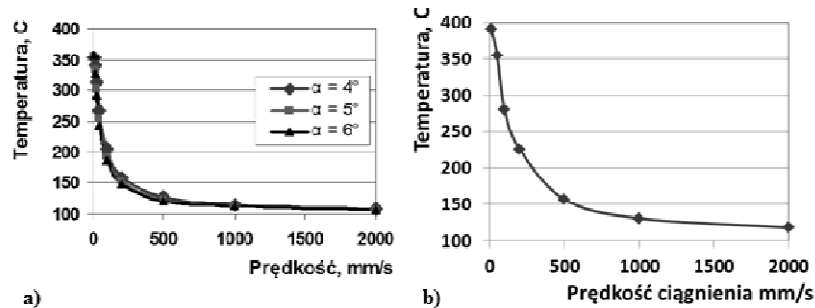 Temperatura, C
400
350
300
250
200
150
100
α = 4°
α = 5°
α = 6°
0 500 1000 1500 2000
Prędkość, mm/s
a)
Temperatura, C
400
350
300
250
200
150
100
0 500 1000 1500 2000
Prędkość ciągnienia mm/s
b)